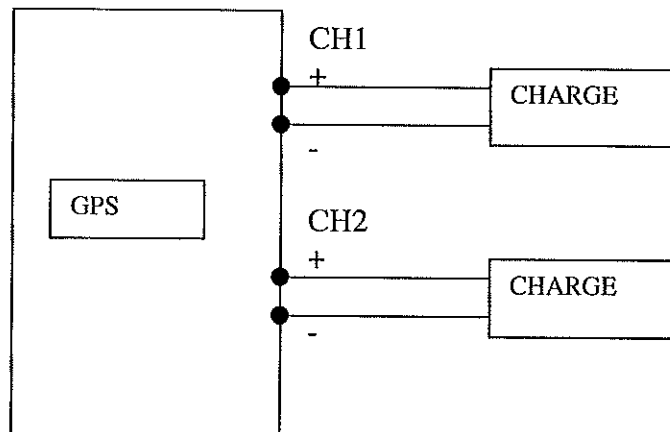 CH1
+
CHARGE
-
GPS
CH2
+
CHARGE
-